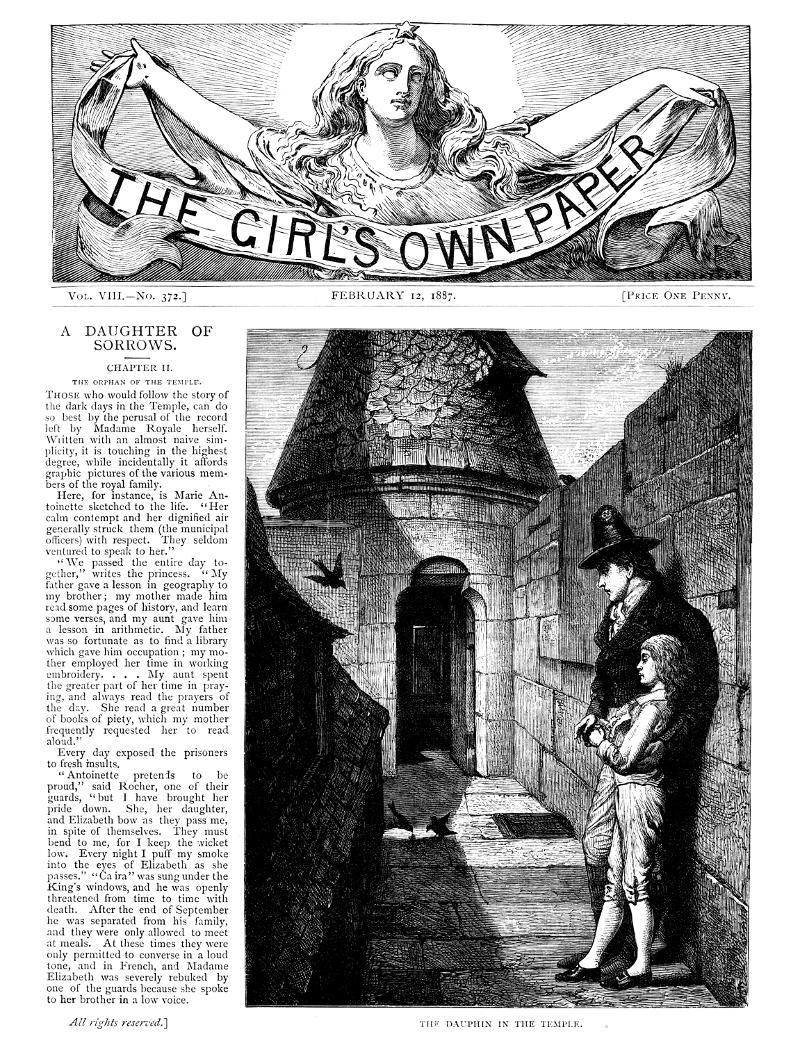 THE GIRL'S OWN PAPER
VOL. VIII.—NO. 372.]
FEBRUARY 12, 1887.
[PRICE ONE PENNY.
A DAUGHTER OF
SORROWS.
CHAPTER II.
THE ORPHAN OF THE TEMPLE.
THOSE who would follow the story of
the dark days in the Temple, can do
so best by the perusal of the record
left by Madame Royale herself.
Written with an almost naive sim-
plicity, it is touching in the highest
degree, while incidentally it affords
graphic pictures of the various mem-
bers of the royal family.
Here, for instance, is Marie An-
toinette sketched to the life. "Her
calm contempt and her dignified air
generally struck them (the municipal
officers) with respect. They seldom
ventured to speak to her."
"We passed the entire day to-
gether," writes the princess. "My
father gave a lesson in geography to
my brother; my mother made him
read some pages of history, and learn
some verses, and my aunt gave him
a lesson in arithmetic. My father
was so fortunate as to find a library
which gave him occupation; my mo-
ther employed her time in working
embroidery. . . . My aunt spent
the greater part of her time in pray-
ing, and always read the prayers of
the day. She read a great number
of books of piety, which my mother
frequently requested her to read
aloud."
Every day exposed the prisoners
to fresh insults.
"Antoinette pretends to be
proud," said Rocher, one of their
guards, "but I have brought her
pride down. She, her daughter,
and Elizabeth bow as they pass me,
in spite of themselves. They must
bend to me, for I keep the wicket
low. Every night I puff my smoke
into the eyes of Elizabeth as she
passes." "Ca ira" was sung under the
King's windows, and he was openly
threatened from time to time with
death. After the end of September
he was separated from his family,
and they were only allowed to meet
at meals. At these times they were
only permitted to converse in a loud
tone, and in French, and Madame
Elizabeth was severely rebuked by
one of the guards because she spoke
to her brother in a low voice.
All rights reserved.]
THE DAUPHIN IN THE TEMPLE.